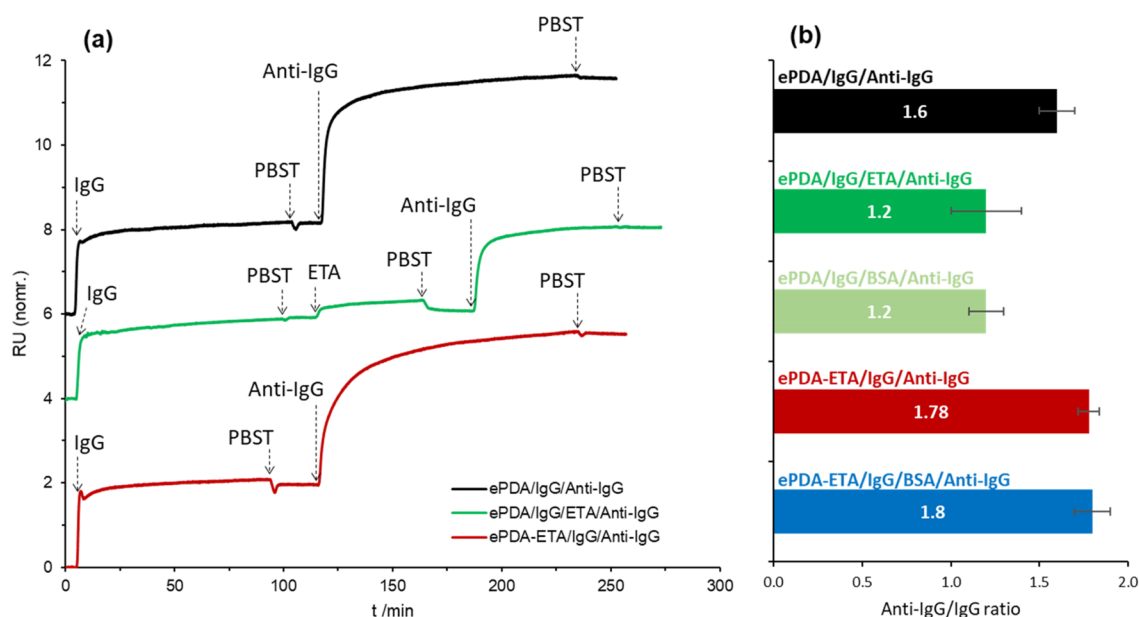 (a)
PBST
12
Anti-IgG
10
IgG
PBST
PBST
8
Anti-IgG
PBST
ETA
PBST
IgG
6
PBST
RU (nomr.)
4
Anti-IgG
IgG
PBST
2
ePDA/IgG/Anti-IgG
ePDA/IgG/ETA/Anti-IgG
ePDA-ETA/IgG/Anti-IgG
0
0 50 100 150 200 250 300
t /min
(b)
ePDA/IgG/Anti-IgG
1.6
ePDA/IgG/ETA/Anti-IgG
1.2
ePDA/IgG/BSA/Anti-IgG
1.2
ePDA-ETA/IgG/Anti-IgG
1.78
ePDA-ETA/IgG/BSA/Anti-IgG
1.8
0.0 0.5 1.0 1.5 2.0
Anti-IgG/IgG ratio